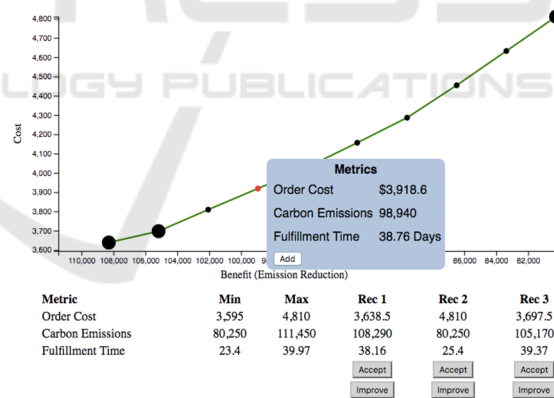 LOGY PUBLICATIONS
4,800
4,700
4,600
4,500
4,400
4,300
4,200
4,100
4,000
3,900
3,800
3,700
3,600
Cost
Metrics
Order Cost $3,918.6
Carbon Emissions 98,940
Fulfillment Time 38.76 Days
Add
110,000 108,000 106,000 104,000 102,000 100,000 86,000 84,000 82,000
Benefit (Emission Reduction)
Metric Min Max Rec 1 Rec 2 Rec 3
Order Cost 3,595 4,810 3,638.5 4,810 3,697.5
Carbon Emissions 80,250 111,450 108,290 80,250 105,170
Fulfillment Time 23.4 39.97 38.16 25.4 39.37
Accept Accept Accept
Improve Improve Improve